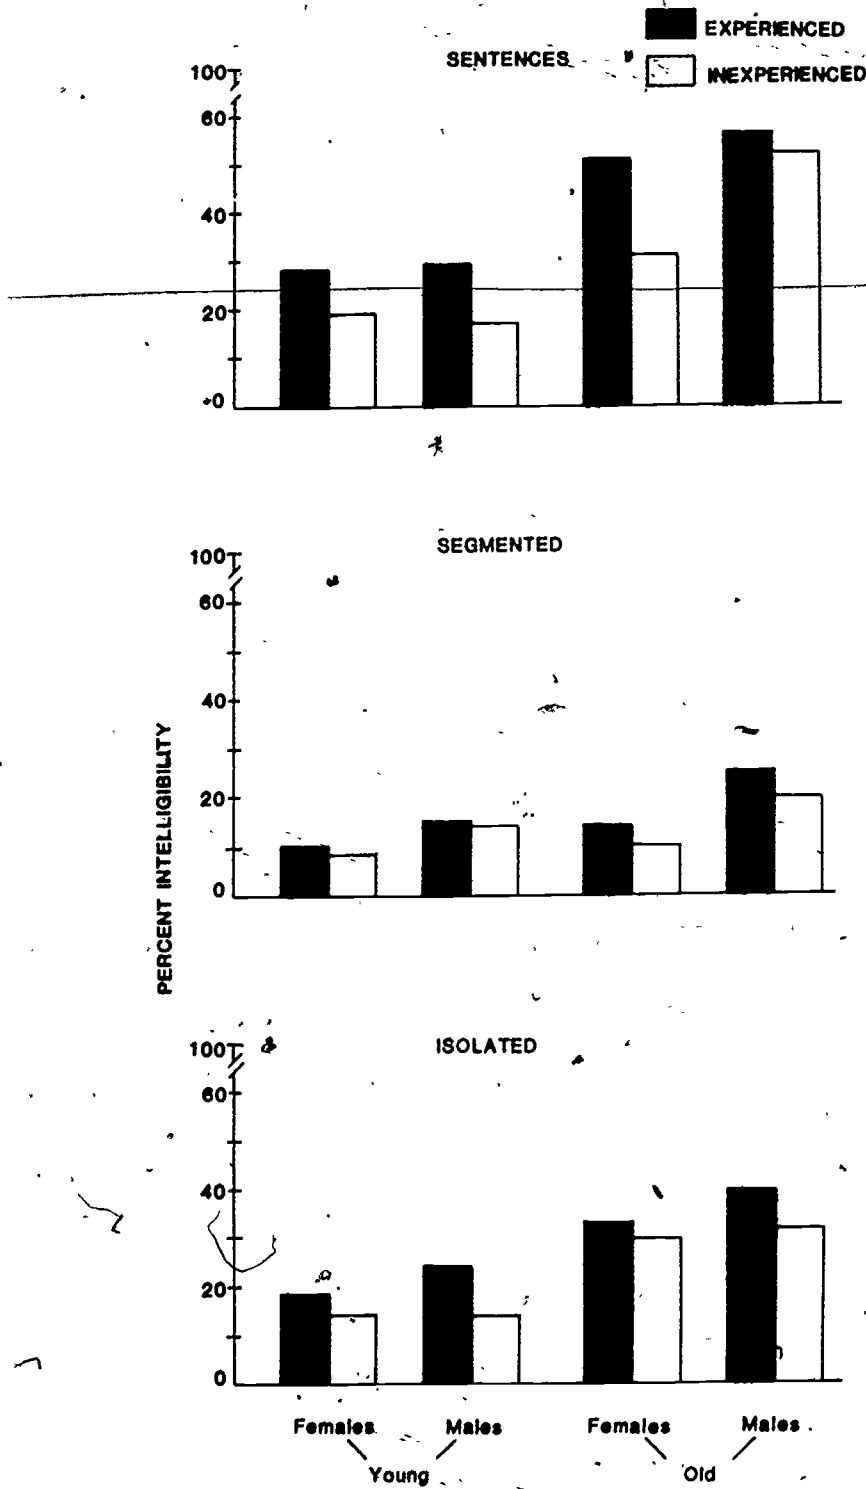 EXPERIENCED
SENTENCES
INEXPERIENCED
100
60
40
20
0
SEGMENTED
100
60
40
20
0
PERCENT INTELLIGIBILITY
ISOLATED
100
60
40
20
0
Females Males Females Males
Young Old